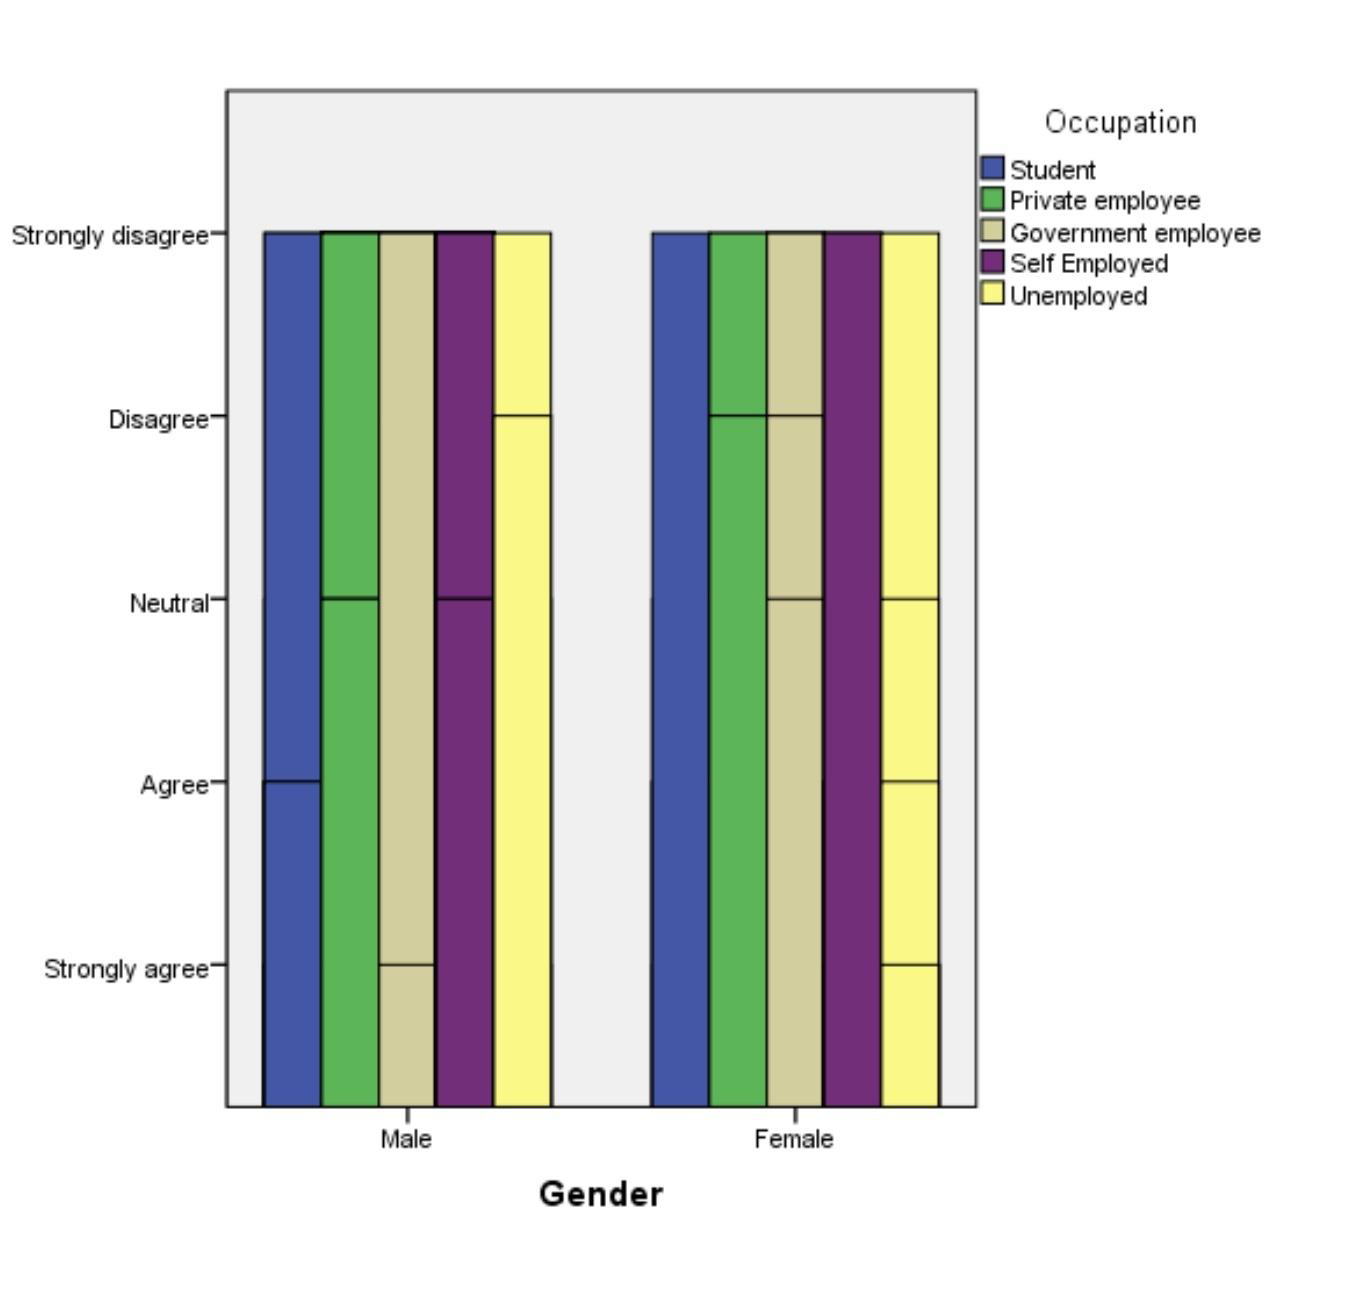 Occupation
Student
Private employee
Government employee
Self Employed
Unemployed
Strongly disagree
Disagree
Neutral
Agree
Strongly agree
Male
Female
Gender